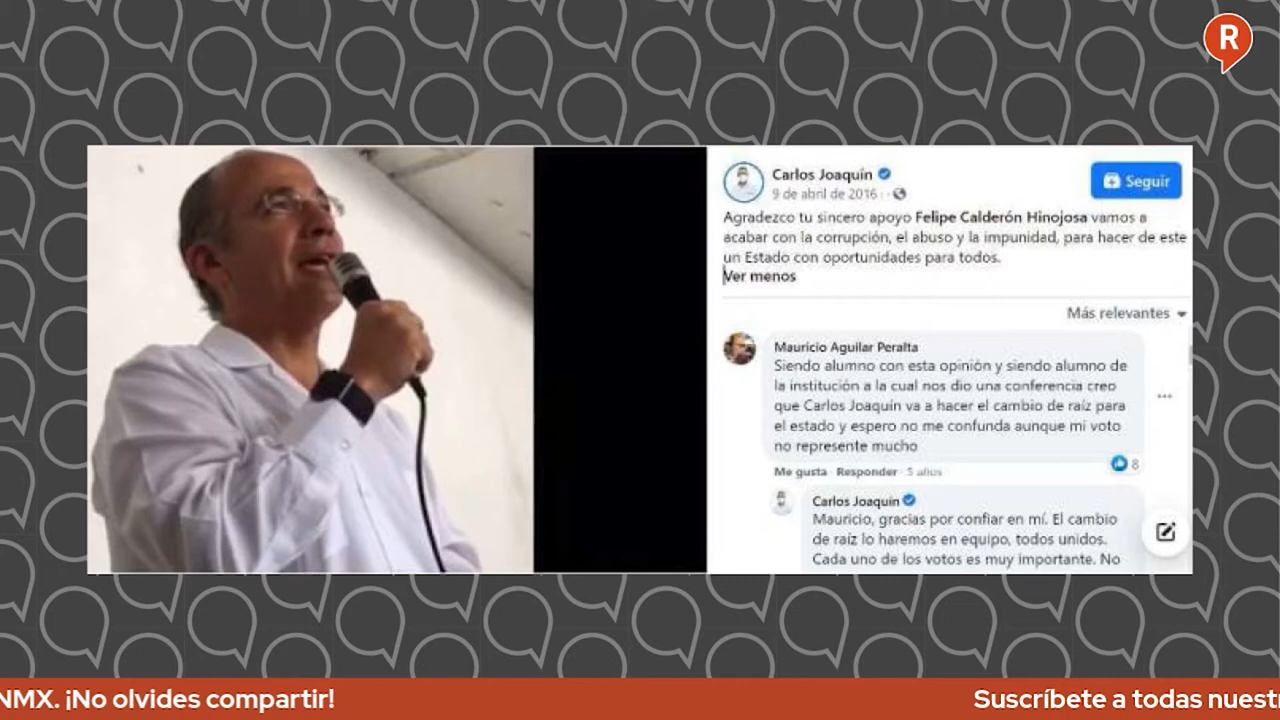 R
Carlos Joaquín
9 de abril de 2016 ·
Seguir
Agradezco tu sincero apoyo Felipe Calderón Hinojosa vamos a
acabar con la corrupción, el abuso y la impunidad, para hacer de este
un Estado con oportunidades para todos.
Ver menos
Más relevantes
Mauricio Aguilar Peralta
Siendo alumno con esta opinión y siendo alumno de
la institución a la cual nos dio una conferencia creo
que Carlos Joaquín va a hacer el cambio de raíz para
el estado y espero no me confunda aunque mi voto
no represente mucho
8
Me gusta · Responder · 5 años
Carlos Joaquín
Mauricio, gracias por confiar en mí. El cambio
de raíz lo haremos en equipo, todos unidos.
Cada uno de los votos es muy importante. No
NMX. ¡No olvides compartir!
Suscríbete a todas nuest